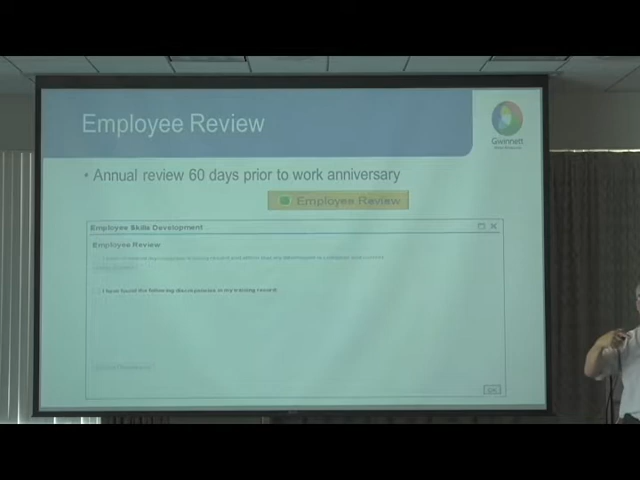 Employee Review
Gwinnett
• Annual review 60 days prior to work anniversary
Employee Review
Employee Skills Development
Employee Review
I have found the following discrepancies in my training record:
OK